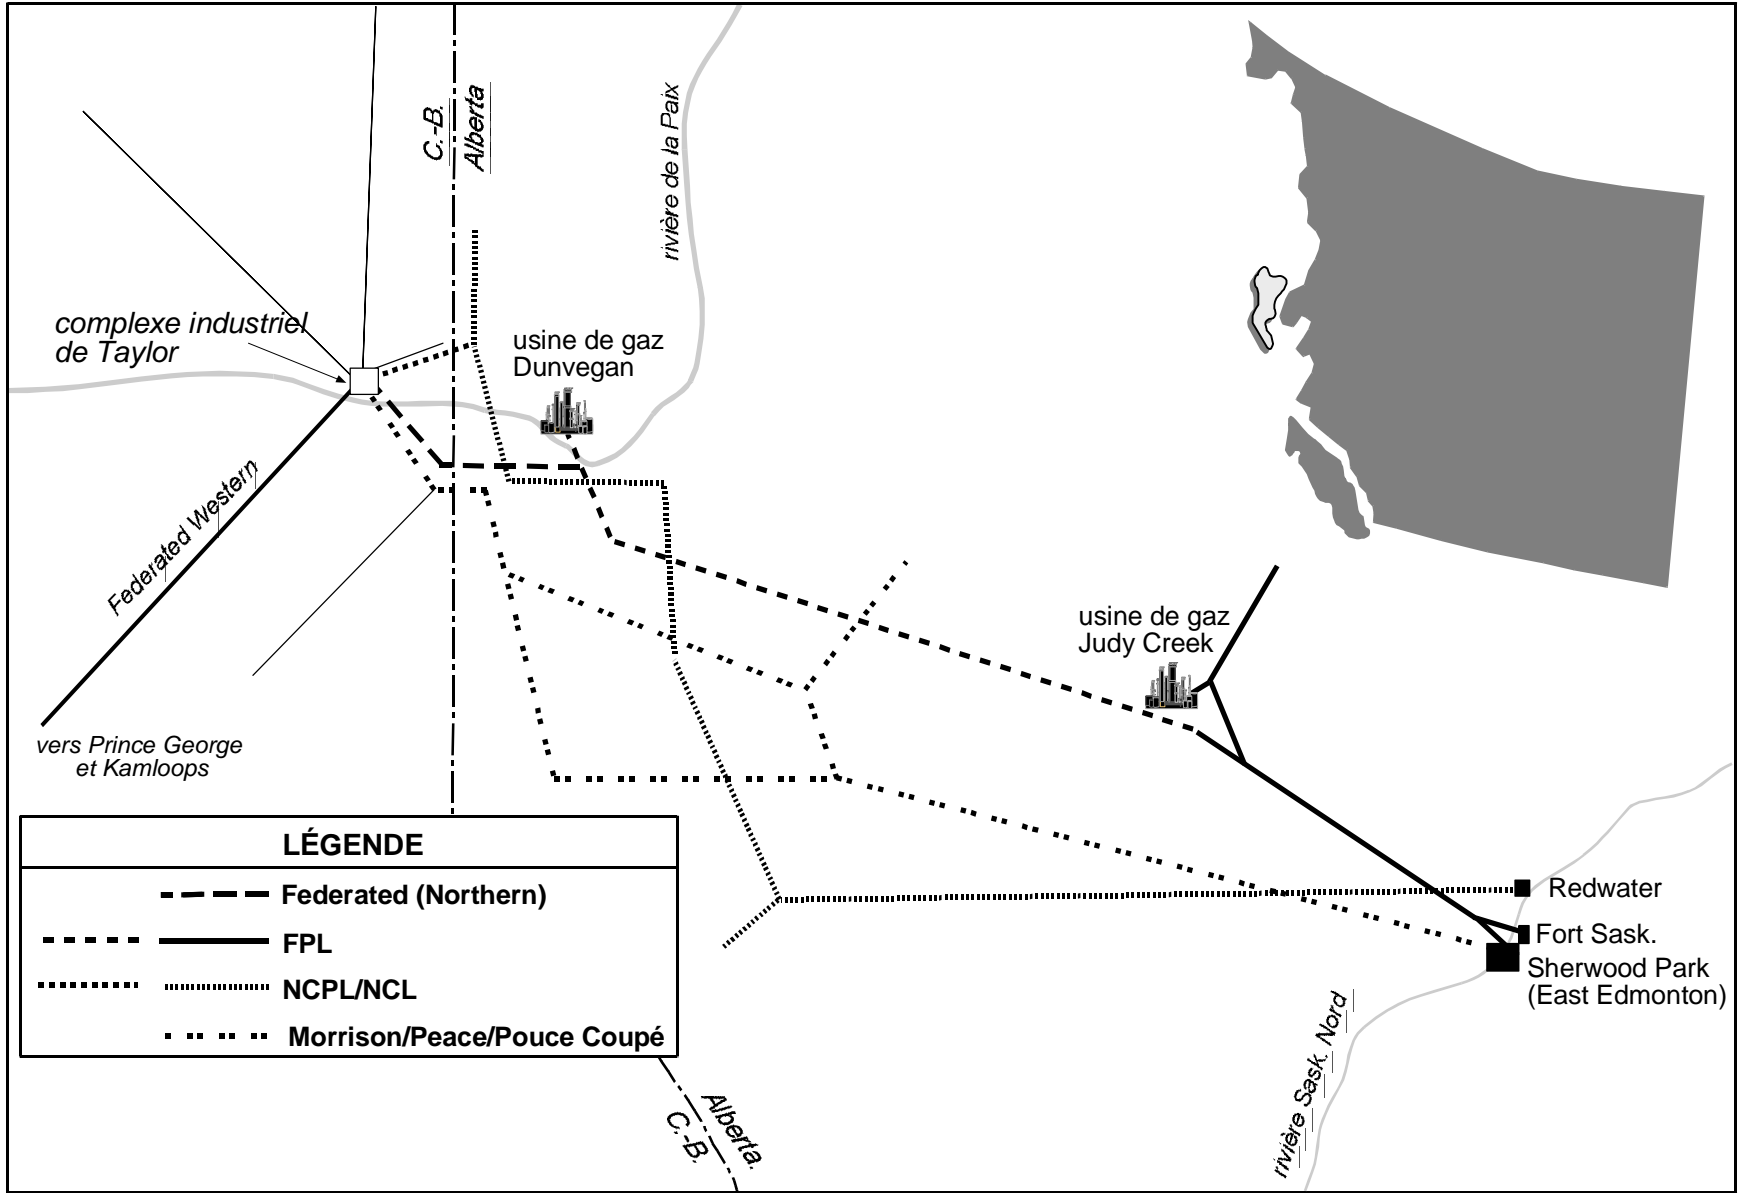 C.-B.
Alberta
rivière de la Paix
complexe industriel
de Taylor
usine de gaz
Dunvegan
Federated Western
usine de gaz
Judy Creek
vers Prince George
et Kamloops
LÉGENDE
Federated (Northern)
FPL
NCPL/NCL
Morrison/Peace/Pouce Coupé
Redwater
Fort Sask.
Sherwood Park
(East Edmonton)
rivière Sask. Nord
Alberta.
C.-B.